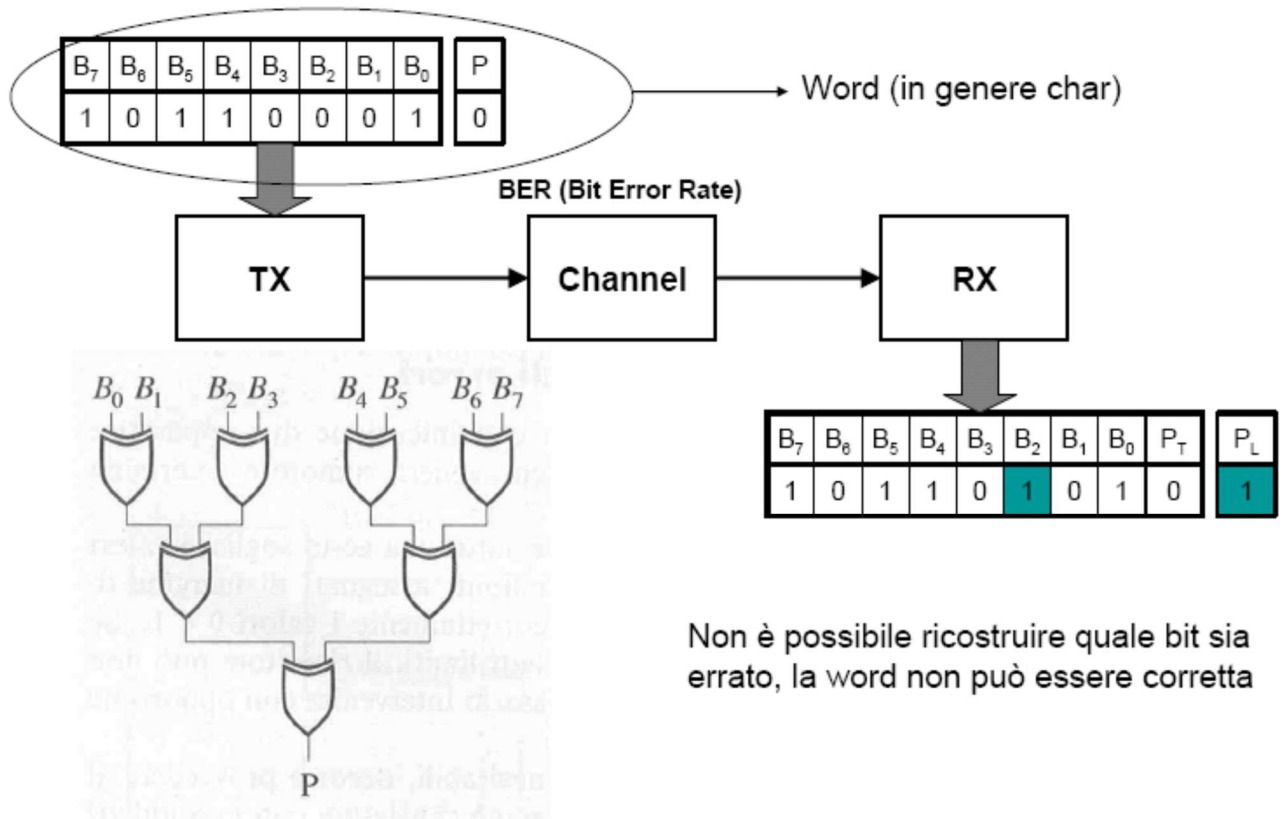 B7 B6 B5 B4 B3 B2 B1 B0 P
1 0 1 1 0 0 0 1 0
Word (in genere char)
BER (Bit Error Rate)
TX
Channel
RX
B0 B1 B2 B3 B4 B5 B6 B7
P
B7 B6 B5 B4 B3 B2 B1 B0 PT PL
1 0 1 1 0 1 0 1 0 1
Non è possibile ricostruire quale bit sia
errato, la word non può essere corretta